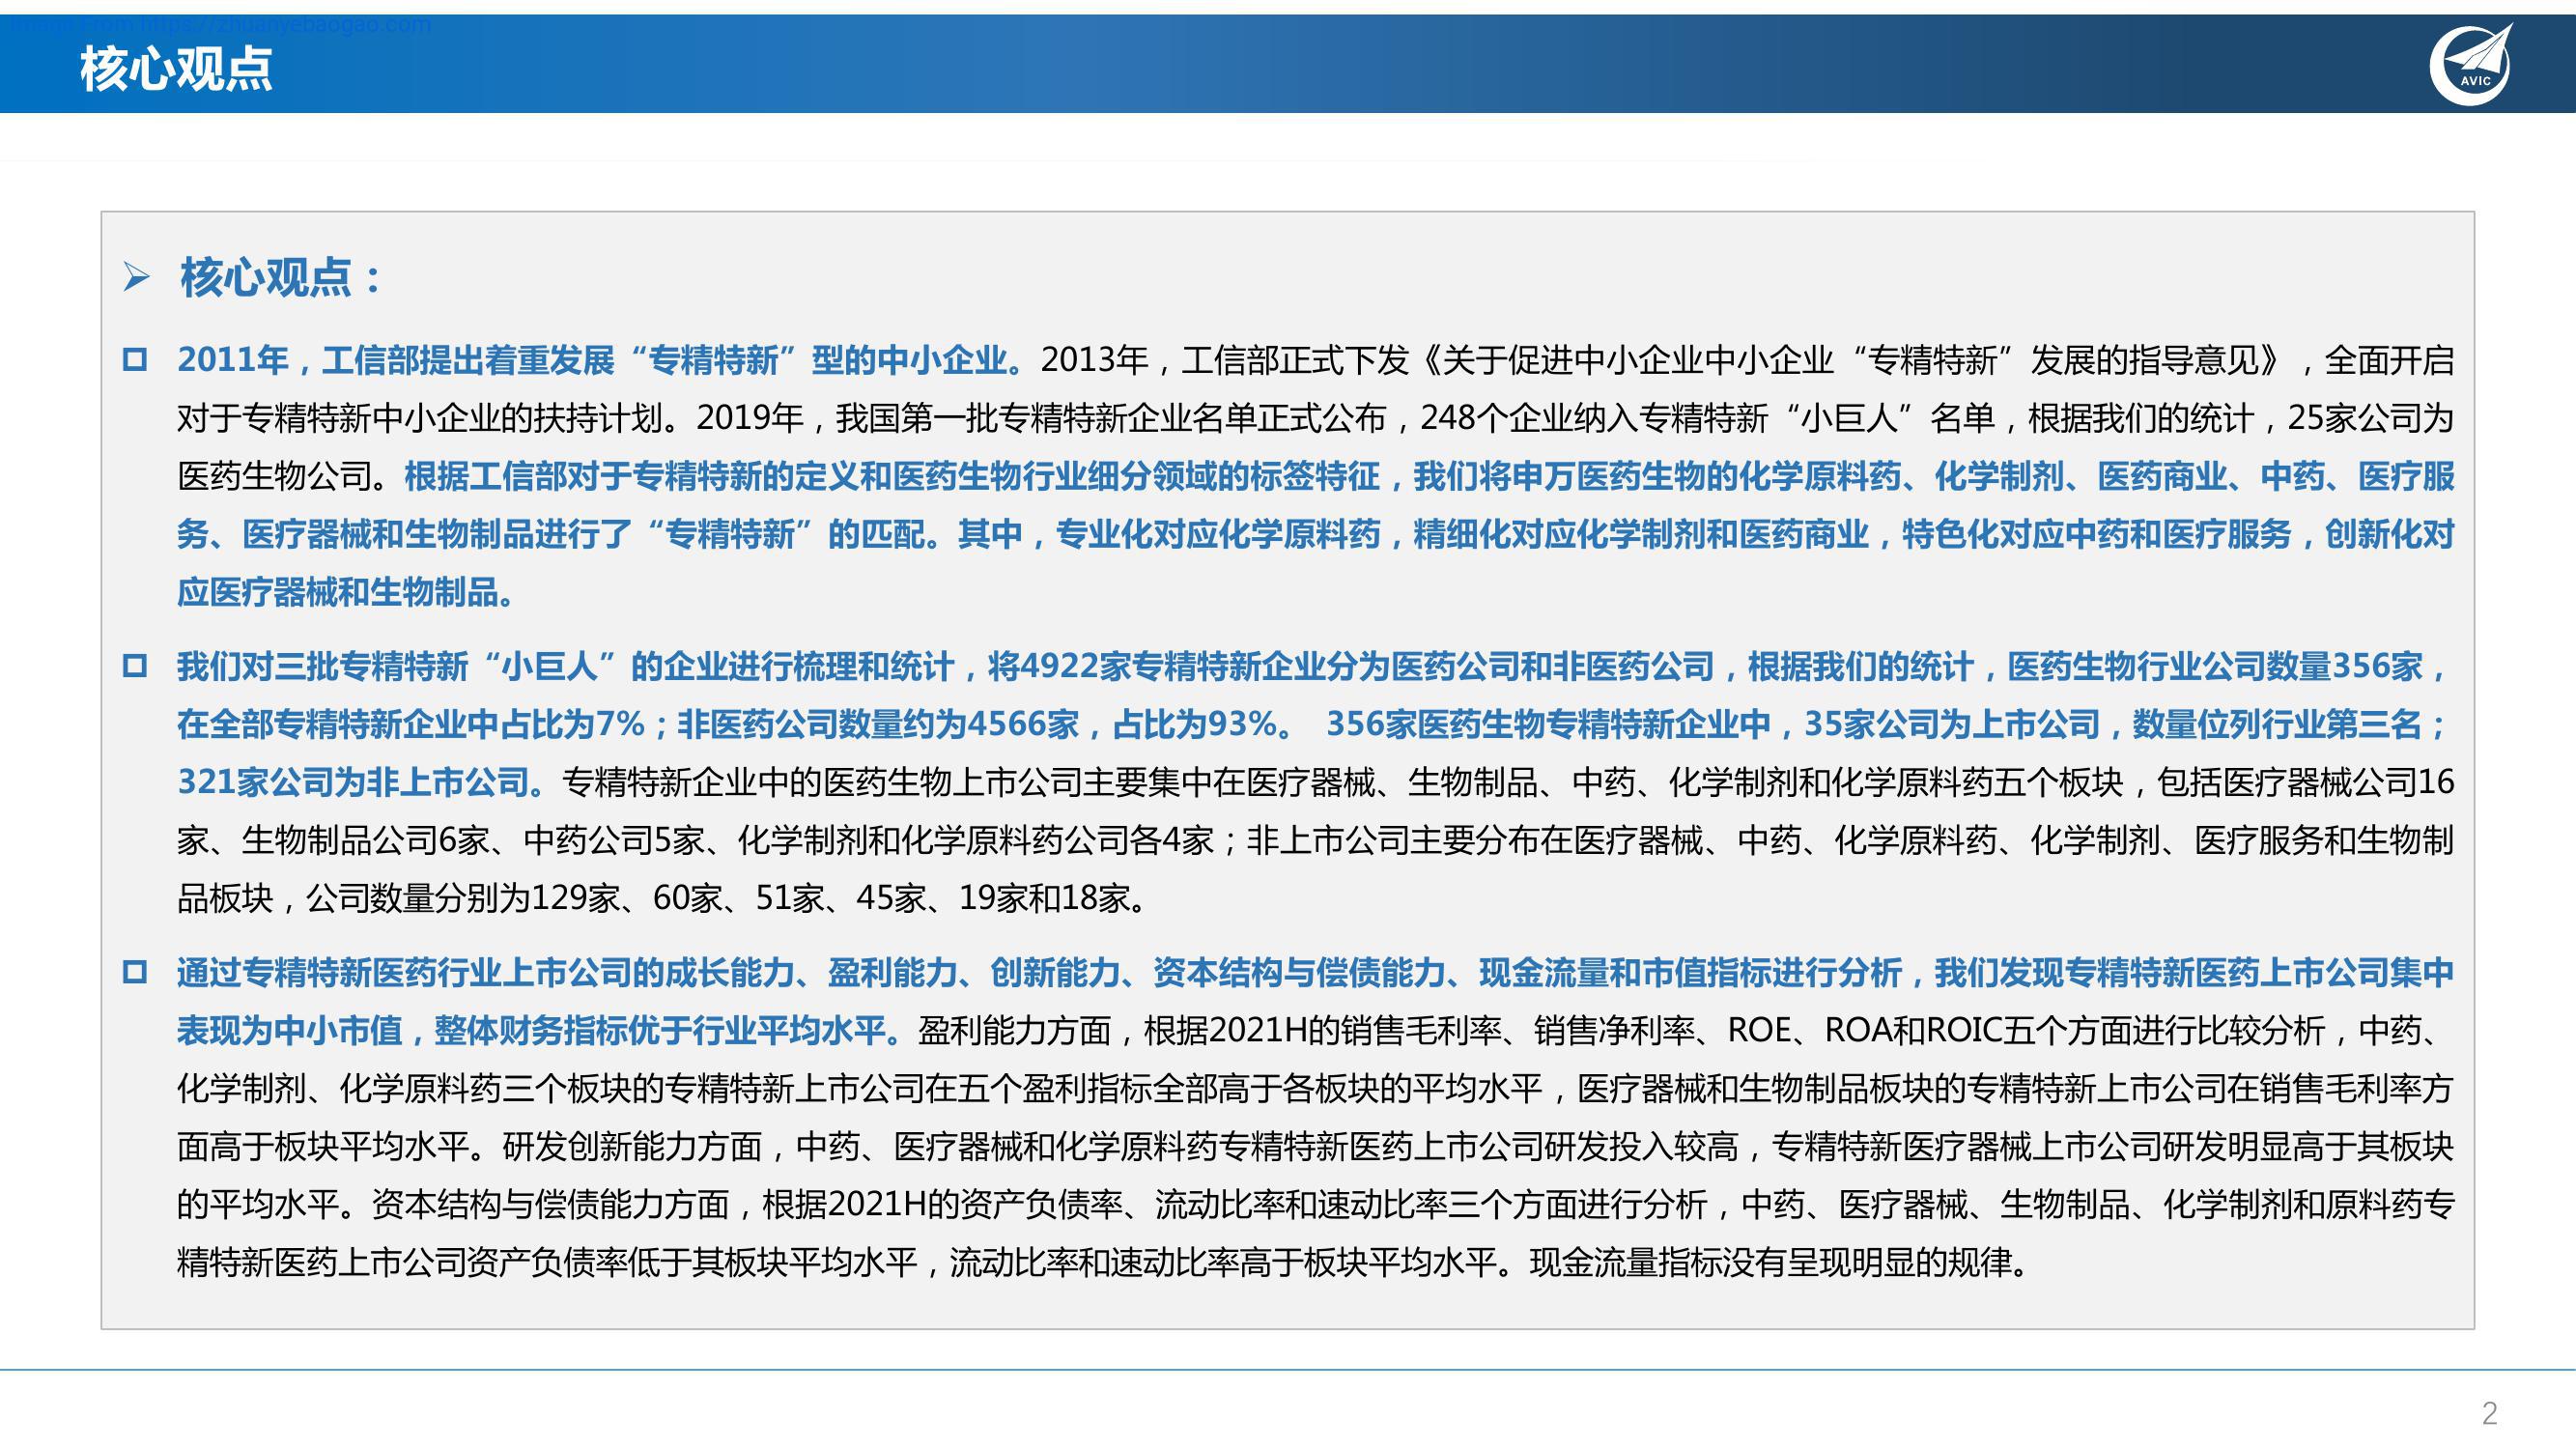 Image From https://zhuanyebaogao.com
核心观点
AVIC
➢ 核心观点：
2011年，工信部提出着重发展“专精特新”型的中小企业。2013年，工信部正式下发《关于促进中小企业中小企业“专精特新”发展的指导意见》，全面开启
对于专精特新中小企业的扶持计划。2019年，我国第一批专精特新企业名单正式公布，248个企业纳入专精特新“小巨人”名单，根据我们的统计，25家公司为
医药生物公司。根据工信部对于专精特新的定义和医药生物行业细分领域的标签特征，我们将申万医药生物的化学原料药、化学制剂、医药商业、中药、医疗服
务、医疗器械和生物制品进行了“专精特新”的匹配。其中，专业化对应化学原料药，精细化对应化学制剂和医药商业，特色化对应中药和医疗服务，创新化对
应医疗器械和生物制品。
我们对三批专精特新“小巨人”的企业进行梳理和统计，将4922家专精特新企业分为医药公司和非医药公司，根据我们的统计，医药生物行业公司数量356家，
在全部专精特新企业中占比为7%；非医药公司数量约为4566家，占比为93%。 356家医药生物专精特新企业中，35家公司为上市公司，数量位列行业第三名；
321家公司为非上市公司。专精特新企业中的医药生物上市公司主要集中在医疗器械、生物制品、中药、化学制剂和化学原料药五个板块，包括医疗器械公司16
家、生物制品公司6家、中药公司5家、化学制剂和化学原料药公司各4家；非上市公司主要分布在医疗器械、中药、化学原料药、化学制剂、医疗服务和生物制
品板块，公司数量分别为129家、60家、51家、45家、19家和18家。
通过专精特新医药行业上市公司的成长能力、盈利能力、创新能力、资本结构与偿债能力、现金流量和市值指标进行分析，我们发现专精特新医药上市公司集中
表现为中小市值，整体财务指标优于行业平均水平。盈利能力方面，根据2021H的销售毛利率、销售净利率、ROE、ROA和ROIC五个方面进行比较分析，中药、
化学制剂、化学原料药三个板块的专精特新上市公司在五个盈利指标全部高于各板块的平均水平，医疗器械和生物制品板块的专精特新上市公司在销售毛利率方
面高于板块平均水平。研发创新能力方面，中药、医疗器械和化学原料药专精特新医药上市公司研发投入较高，专精特新医疗器械上市公司研发明显高于其板块
的平均水平。资本结构与偿债能力方面，根据2021H的资产负债率、流动比率和速动比率三个方面进行分析，中药、医疗器械、生物制品、化学制剂和原料药专
精特新医药上市公司资产负债率低于其板块平均水平，流动比率和速动比率高于板块平均水平。现金流量指标没有呈现明显的规律。
2